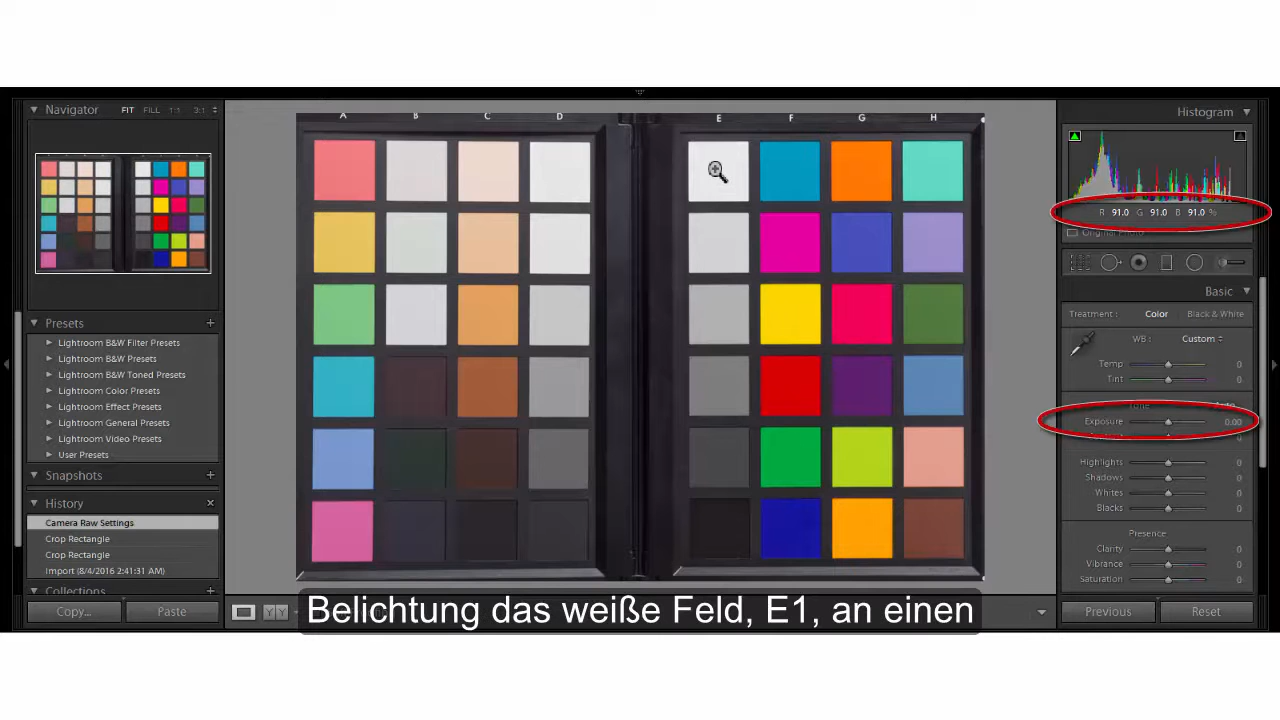 Navigator FIT FILL 1:1 3:1
Presets
Lightroom B&W Filter Presets
Lightroom B&W Presets
Lightroom B&W Toned Presets
Lightroom Color Presets
Lightroom Effect Presets
Lightroom General Presets
Lightroom Video Presets
User Presets
Snapshots
History
Camera Raw Settings
Crop Rectangle
Crop Rectangle
Import (8/4/2016 2:41:31 AM)
Collections
Copy... Paste
A B C D E F G H
Histogram
R 91.0 G 91.0 B 91.0 %
Original Photo
Basic
Treatment : Color Black & White
WB : Custom
Temp 0
Tint 0
Tone Auto
Exposure 0.00
Highlights 0
Shadows 0
Whites 0
Blacks 0
Presence
Clarity 0
Vibrance 0
Saturation 0
Previous Reset
Belichtung das weiße Feld, E1, an einen